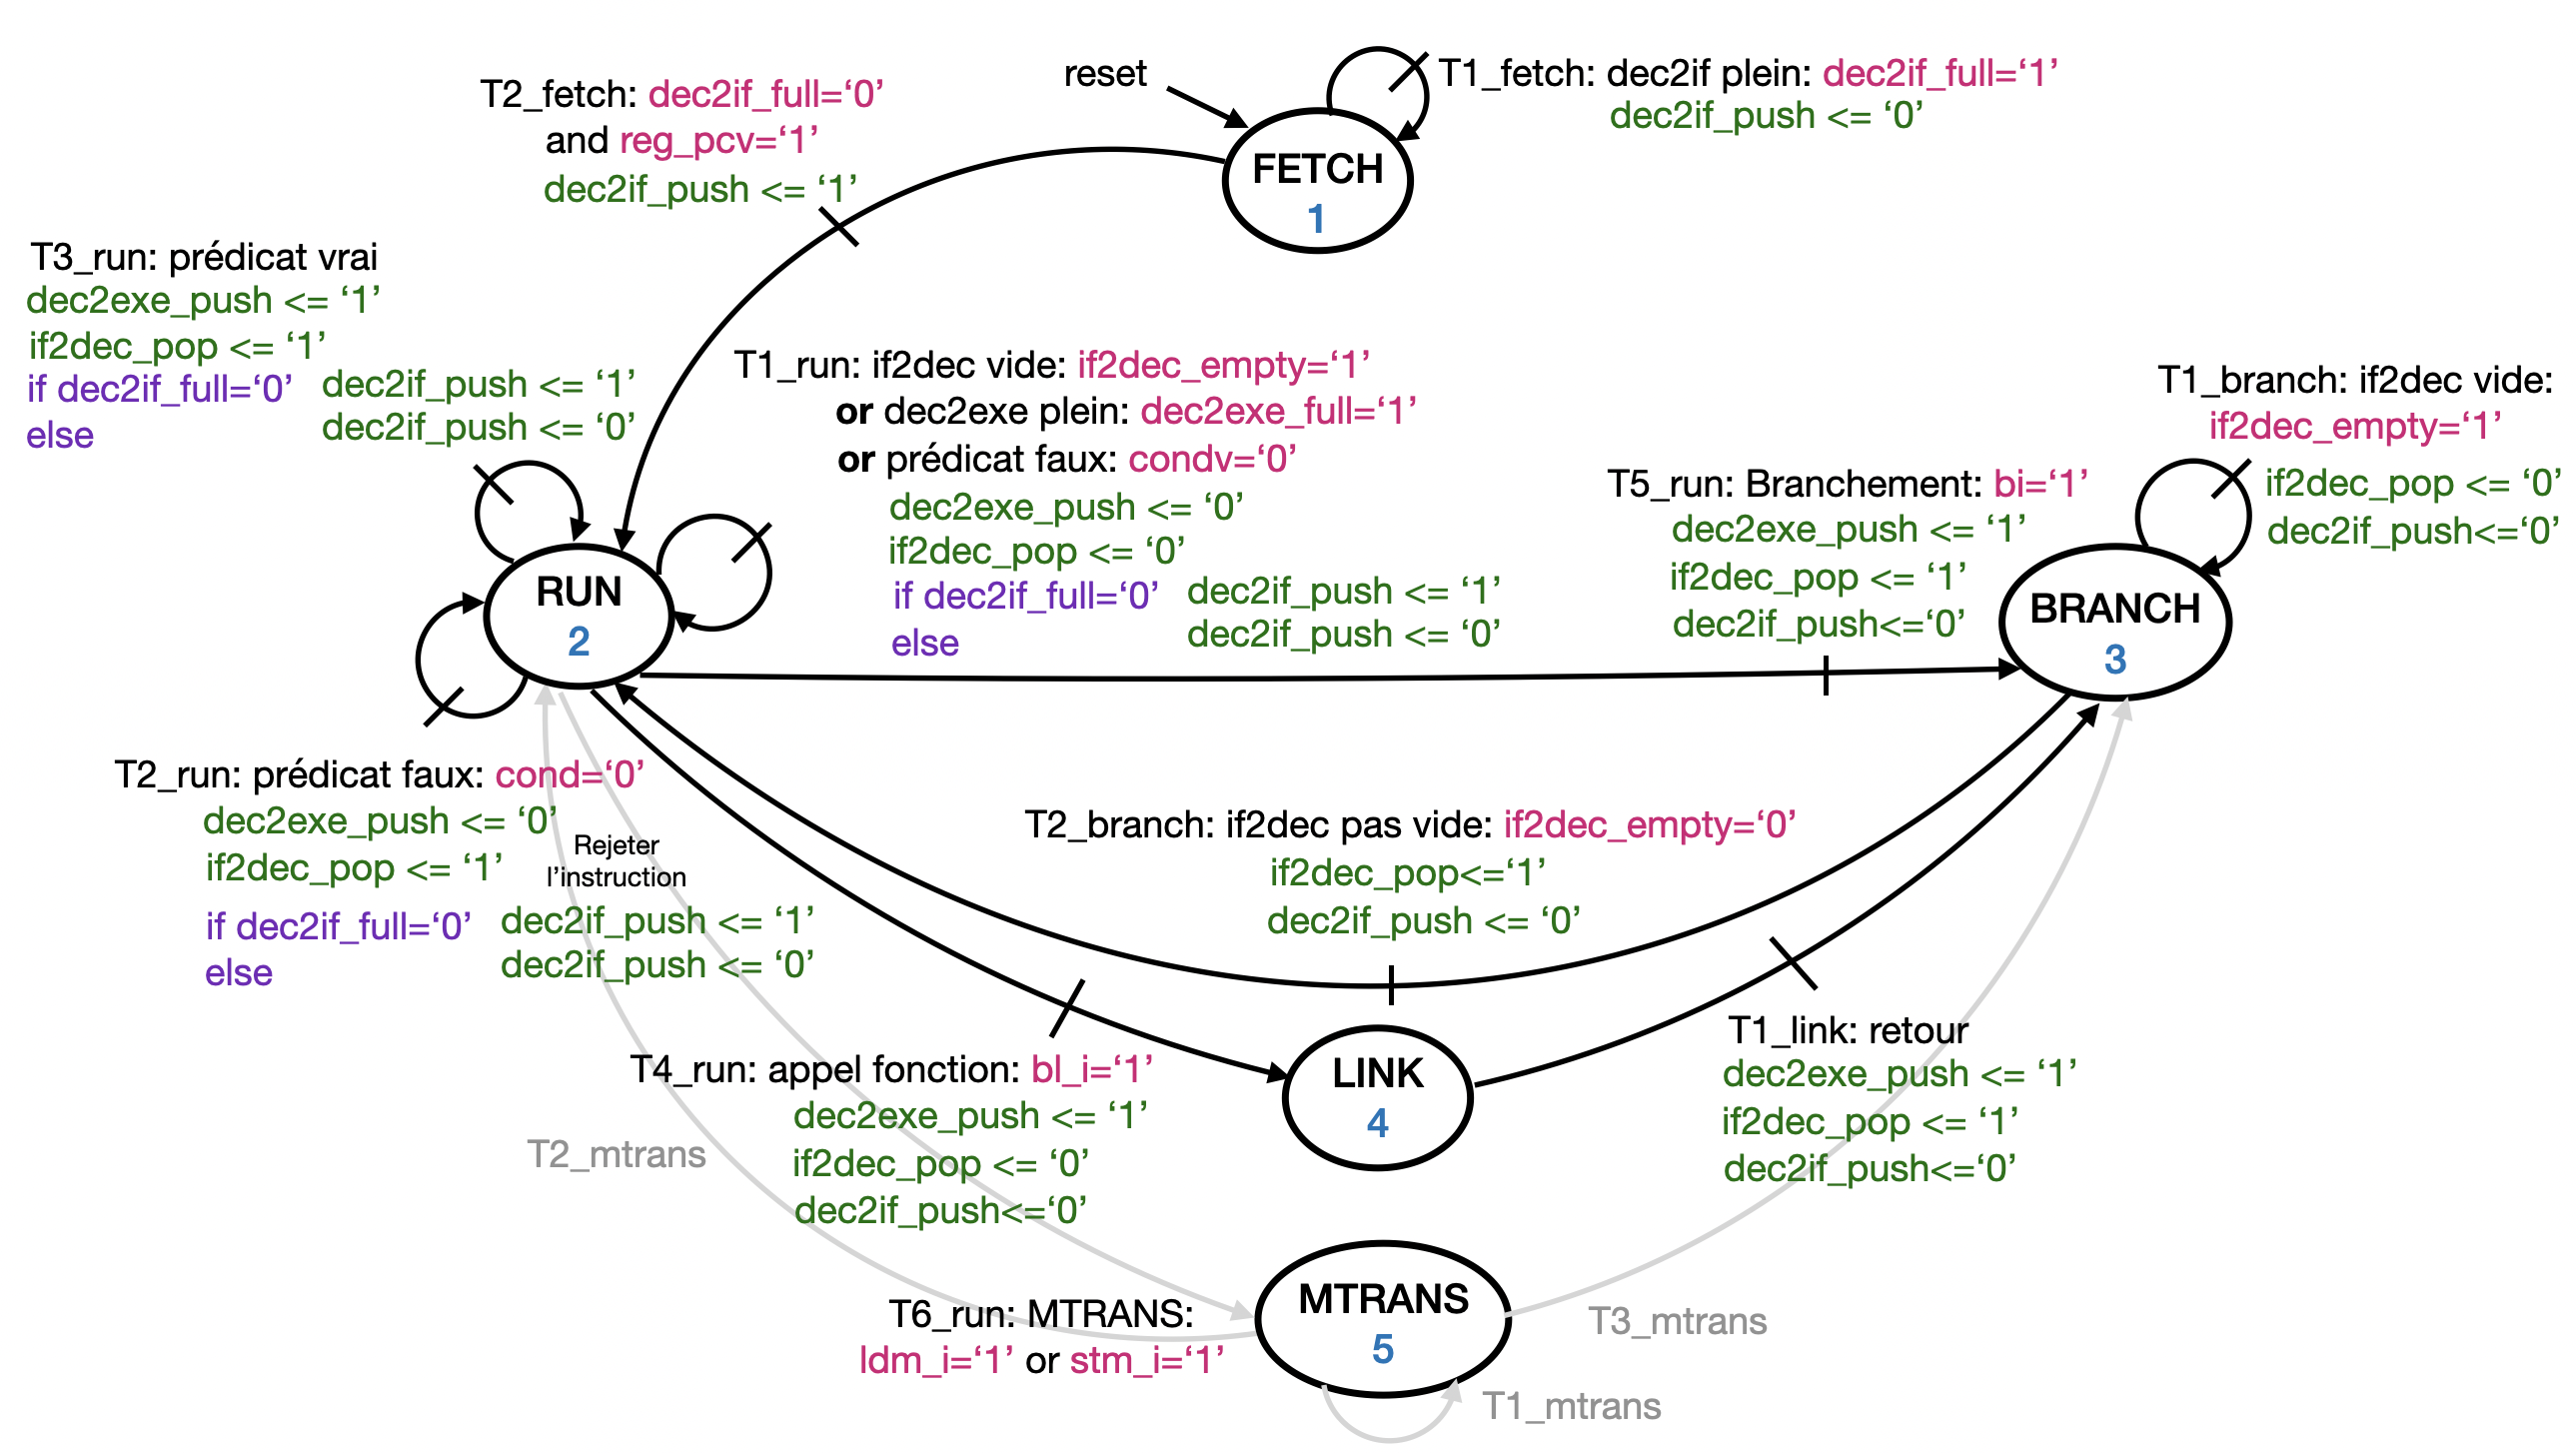 reset
T1_fetch: dec2if plein: dec2if_full=‘1’
dec2if_push <= ‘0’
FETCH
1
T2_fetch: dec2if_full=‘0’
and reg_pcv=‘1’
dec2if_push <= ‘1’
T3_run: prédicat vrai
dec2exe_push <= ‘1’
if2dec_pop <= ‘1’
if dec2if_full=‘0’ dec2if_push <= ‘1’
else dec2if_push <= ‘0’
T1_run: if2dec vide: if2dec_empty=‘1’
or dec2exe plein: dec2exe_full=‘1’
or prédicat faux: condv=‘0’
dec2exe_push <= ‘0’
if2dec_pop <= ‘0’
if dec2if_full=‘0’ dec2if_push <= ‘1’
else dec2if_push <= ‘0’
RUN
2
T5_run: Branchement: bi=‘1’
dec2exe_push <= ‘1’
if2dec_pop <= ‘1’
dec2if_push<=‘0’
T1_branch: if2dec vide:
if2dec_empty=‘1’
if2dec_pop <= ‘0’
dec2if_push<=‘0’
BRANCH
3
T2_run: prédicat faux: cond=‘0’
dec2exe_push <= ‘0’
if2dec_pop <= ‘1’
Rejeter
l’instruction
if dec2if_full=‘0’ dec2if_push <= ‘1’
else dec2if_push <= ‘0’
T2_branch: if2dec pas vide: if2dec_empty=‘0’
if2dec_pop<=‘1’
dec2if_push <= ‘0’
T4_run: appel fonction: bl_i=‘1’
dec2exe_push <= ‘1’
if2dec_pop <= ‘0’
dec2if_push<=‘0’
LINK
4
T1_link: retour
dec2exe_push <= ‘1’
if2dec_pop <= ‘1’
dec2if_push<=‘0’
T2_mtrans
T6_run: MTRANS:
ldm_i=‘1’ or stm_i=‘1’
MTRANS
5
T3_mtrans
T1_mtrans